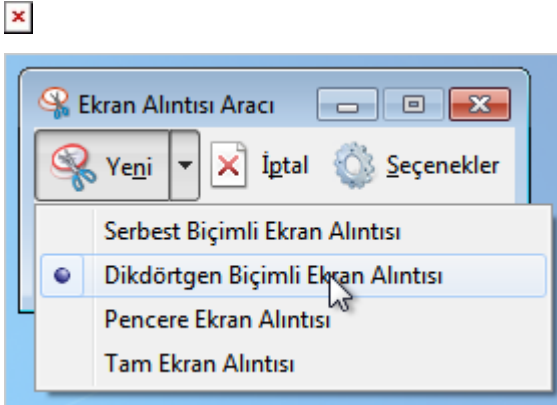 Ekran Alıntısı Aracı
Yeni İptal Seçenekler
Serbest Biçimli Ekran Alıntısı
Dikdörtgen Biçimli Ekran Alıntısı
Pencere Ekran Alıntısı
Tam Ekran Alıntısı